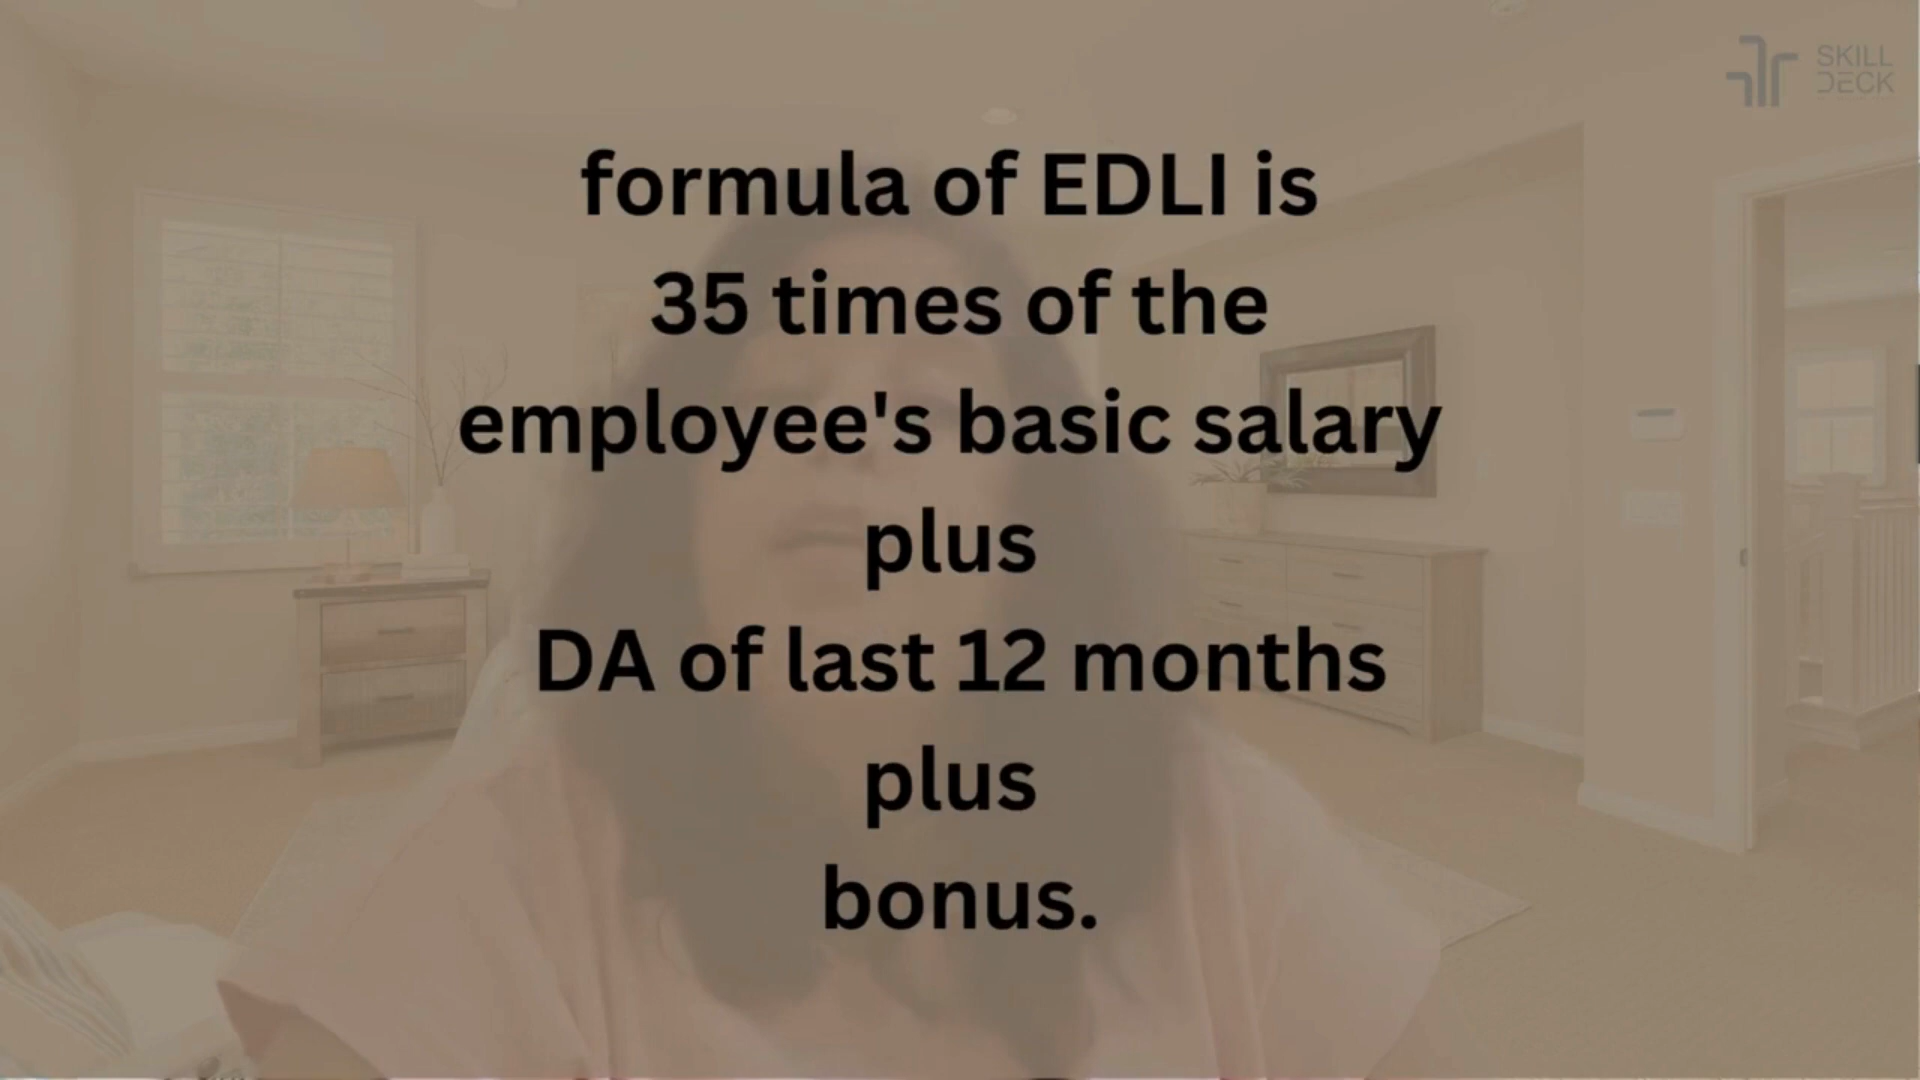 SKILL
DECK
formula of EDLI is
35 times of the
employee's basic salary
plus
DA of last 12 months
plus
bonus.